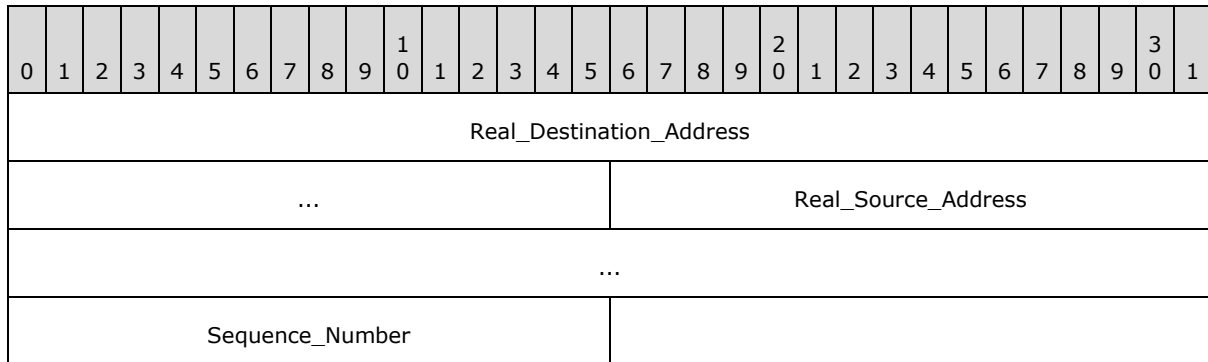 1 2 3
0 1 2 3 4 5 6 7 8 9 0 1 2 3 4 5 6 7 8 9 0 1 2 3 4 5 6 7 8 9 0 1
Real_Destination_Address
... Real_Source_Address
...
Sequence_Number